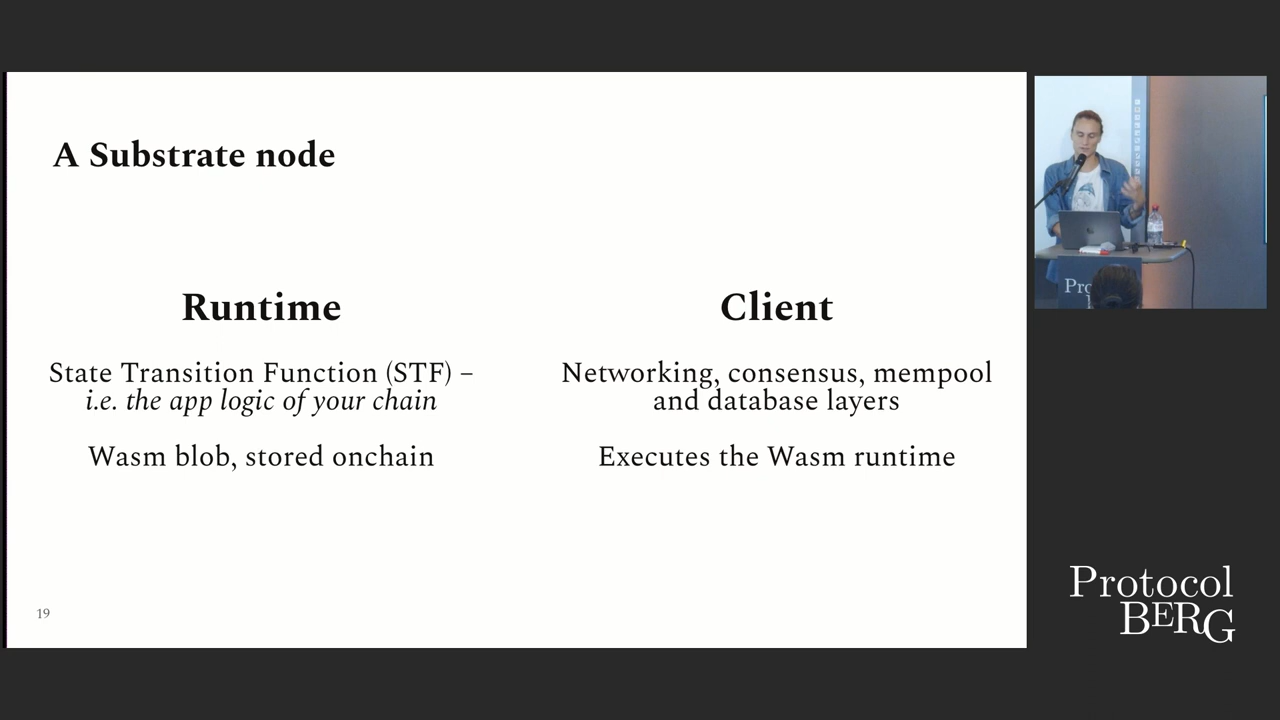 A Substrate node
Runtime
State Transition Function (STF) –
i.e. the app logic of your chain
Wasm blob, stored onchain
Client
Networking, consensus, mempool
and database layers
Executes the Wasm runtime
19
Pro
Protocol
BERG